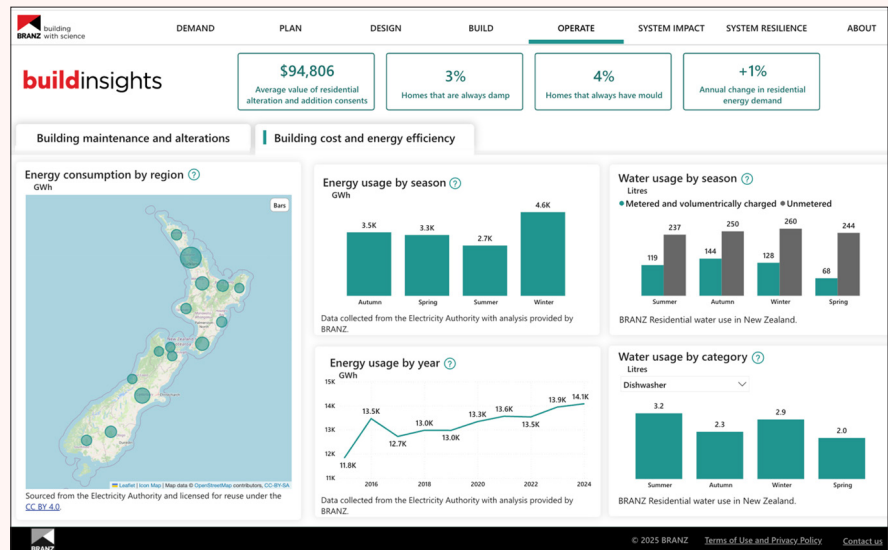 BRANZ
building
with science
DEMAND
PLAN
DESIGN
BUILD
OPERATE
SYSTEM IMPACT
SYSTEM RESILIENCE
ABOUT
buildinsights
$94,806
Average value of residential
alteration and addition consents
3%
Homes that are always damp
4%
Homes that always have mould
+1%
Annual change in residential
energy demand
Building maintenance and alterations
Building cost and energy efficiency
Energy consumption by region ?
GWh
Bars
Leaflet | Icon Map | Map data © OpenStreetMap contributors, CC-BY-SA
Sourced from the Electricity Authority and licensed for reuse under the
CC BY 4.0.
Energy usage by season ?
GWh
3.5K
3.3K
2.7K
4.6K
Autumn
Spring
Summer
Winter
Data collected from the Electricity Authority with analysis provided by
BRANZ.
Water usage by season ?
Litres
Metered and volumentrically charged Unmetered
119
237
144
250
128
260
68
244
Summer
Autumn
Winter
Spring
BRANZ Residential water use in New Zealand.
Energy usage by year ?
GWh
15K
14K
13K
12K
11K
11.8K
13.5K
12.7K
13.0K
13.0K
13.3K
13.6K
13.5K
13.9K
14.1K
2016
2018
2020
2022
2024
Data collected from the Electricity Authority with analysis provided by
BRANZ.
Water usage by category ?
Litres
Dishwasher
3.2
2.3
2.9
2.0
Summer
Autumn
Winter
Spring
BRANZ Residential water use in New Zealand.
BRANZ
© 2025 BRANZ
Terms of Use and Privacy Policy
Contact us